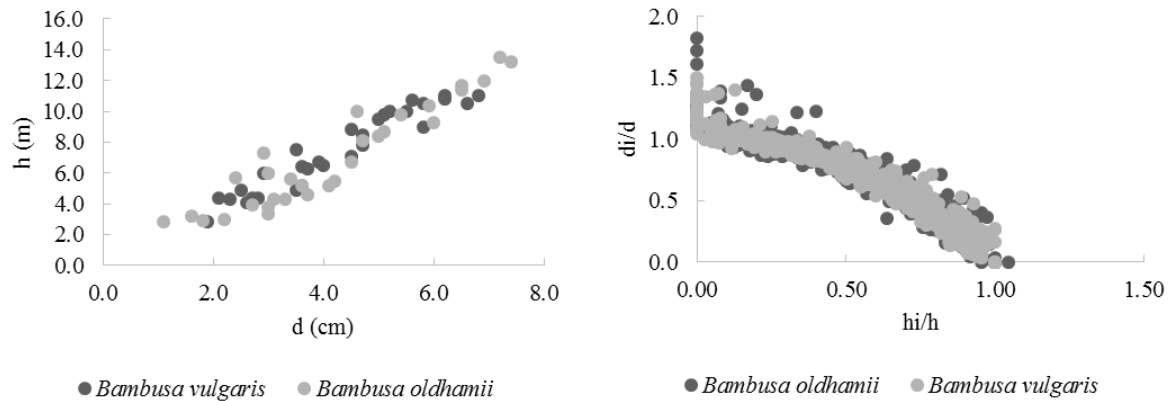 16.0
14.0
12.0
10.0
8.0
6.0
4.0
2.0
0.0
h (m)
0.0 2.0 4.0 6.0 8.0
d (cm)
Bambusa vulgaris Bambusa oldhamii
2.0
1.5
1.0
0.5
0.0
di/d
0.00 0.50 1.00 1.50
hi/h
Bambusa oldhamii Bambusa vulgaris